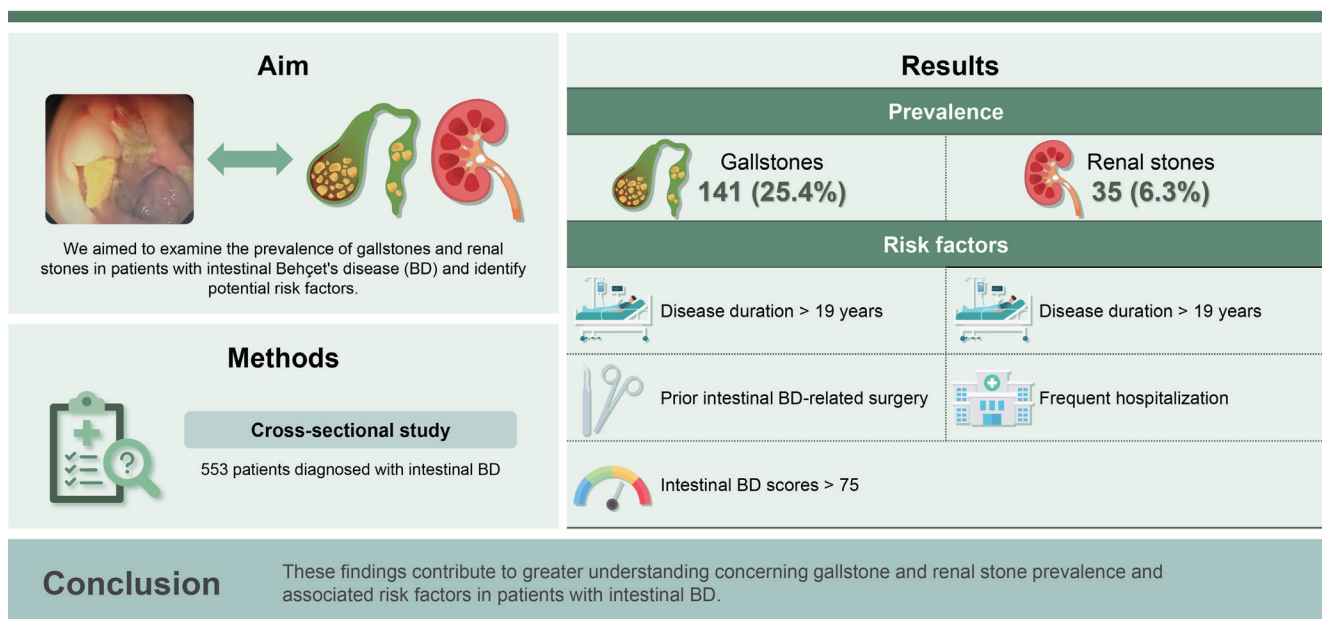 Aim
We aimed to examine the prevalence of gallstones and renal
stones in patients with intestinal Behçet's disease (BD) and identify
potential risk factors.
Methods
?
Cross-sectional study
553 patients diagnosed with intestinal BD
Results
Prevalence
Gallstones
141 (25.4%)
Renal stones
35 (6.3%)
Risk factors
Disease duration > 19 years
Disease duration > 19 years
Prior intestinal BD-related surgery
Frequent hospitalization
Intestinal BD scores > 75
Conclusion
These findings contribute to greater understanding concerning gallstone and renal stone prevalence and
associated risk factors in patients with intestinal BD.